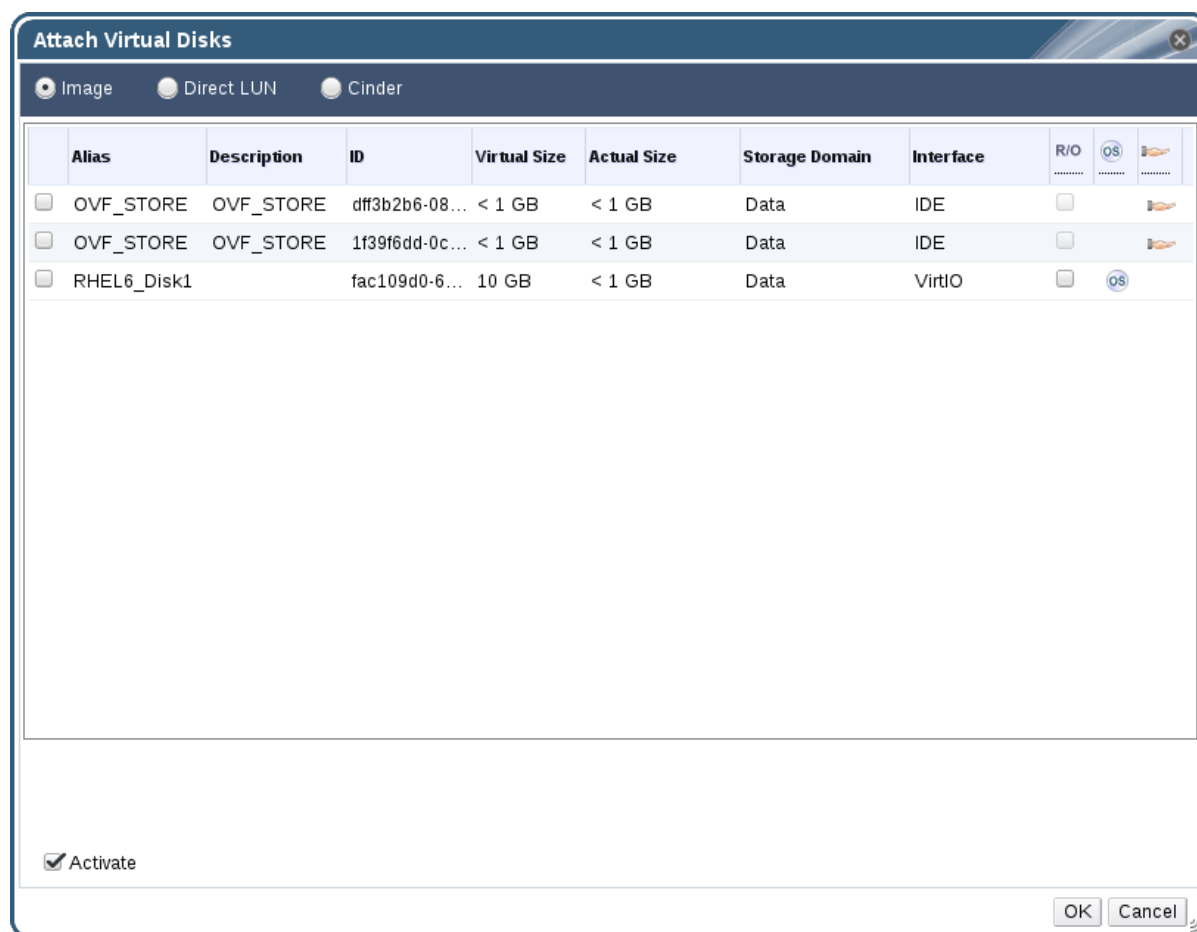 Attach Virtual Disks
Image Direct LUN Cinder
Alias Description ID Virtual Size Actual Size Storage Domain Interface R/O OS
OVF_STORE OVF_STORE dff3b2b6-08... < 1 GB < 1 GB Data IDE
OVF_STORE OVF_STORE 1f39f6dd-0c... < 1 GB < 1 GB Data IDE
RHEL6_Disk1 fac109d0-6... 10 GB < 1 GB Data VirtIO OS
Activate
OK Cancel